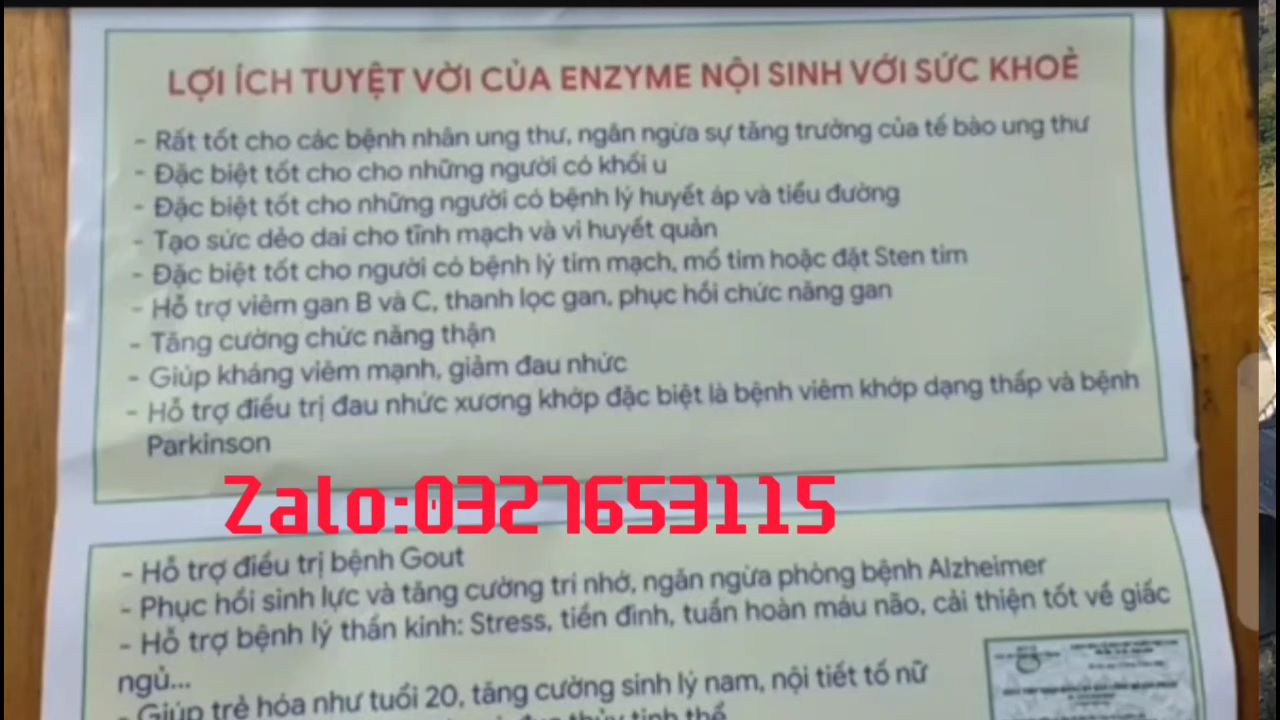 LỢI ÍCH TUYỆT VỜI CỦA ENZYME NỘI SINH VỚI SỨC KHOẺ
- Rất tốt cho các bệnh nhân ung thư, ngăn ngừa sự tăng trưởng của tế bào ung thư
- Đặc biệt tốt cho cho những người có khối u
- Đặc biệt tốt cho những người có bệnh lý huyết áp và tiểu đường
- Tạo sức dẻo dai cho tĩnh mạch và vi huyết quản
- Đặc biệt tốt cho người có bệnh lý tim mạch, mổ tim hoặc đặt Sten tim
- Hỗ trợ viêm gan B và C, thanh lọc gan, phục hồi chức năng gan
- Tăng cường chức năng thận
- Giúp kháng viêm mạnh, giảm đau nhức
- Hỗ trợ điều trị đau nhức xương khớp đặc biệt là bệnh viêm khớp dạng thấp và bệnh
Parkinson
Zalo:0327653115
- Hỗ trợ điều trị bệnh Gout
- Phục hồi sinh lực và tăng cường trí nhớ, ngăn ngừa phòng bệnh Alzheimer
- Hỗ trợ bệnh lý thần kinh: Stress, tiền đình, tuần hoàn máu não, cải thiện tốt về giấc
ngủ...
- Giúp trẻ hóa như tuổi 20, tăng cường sinh lý nam, nội tiết tố nữ
thủy tinh thể